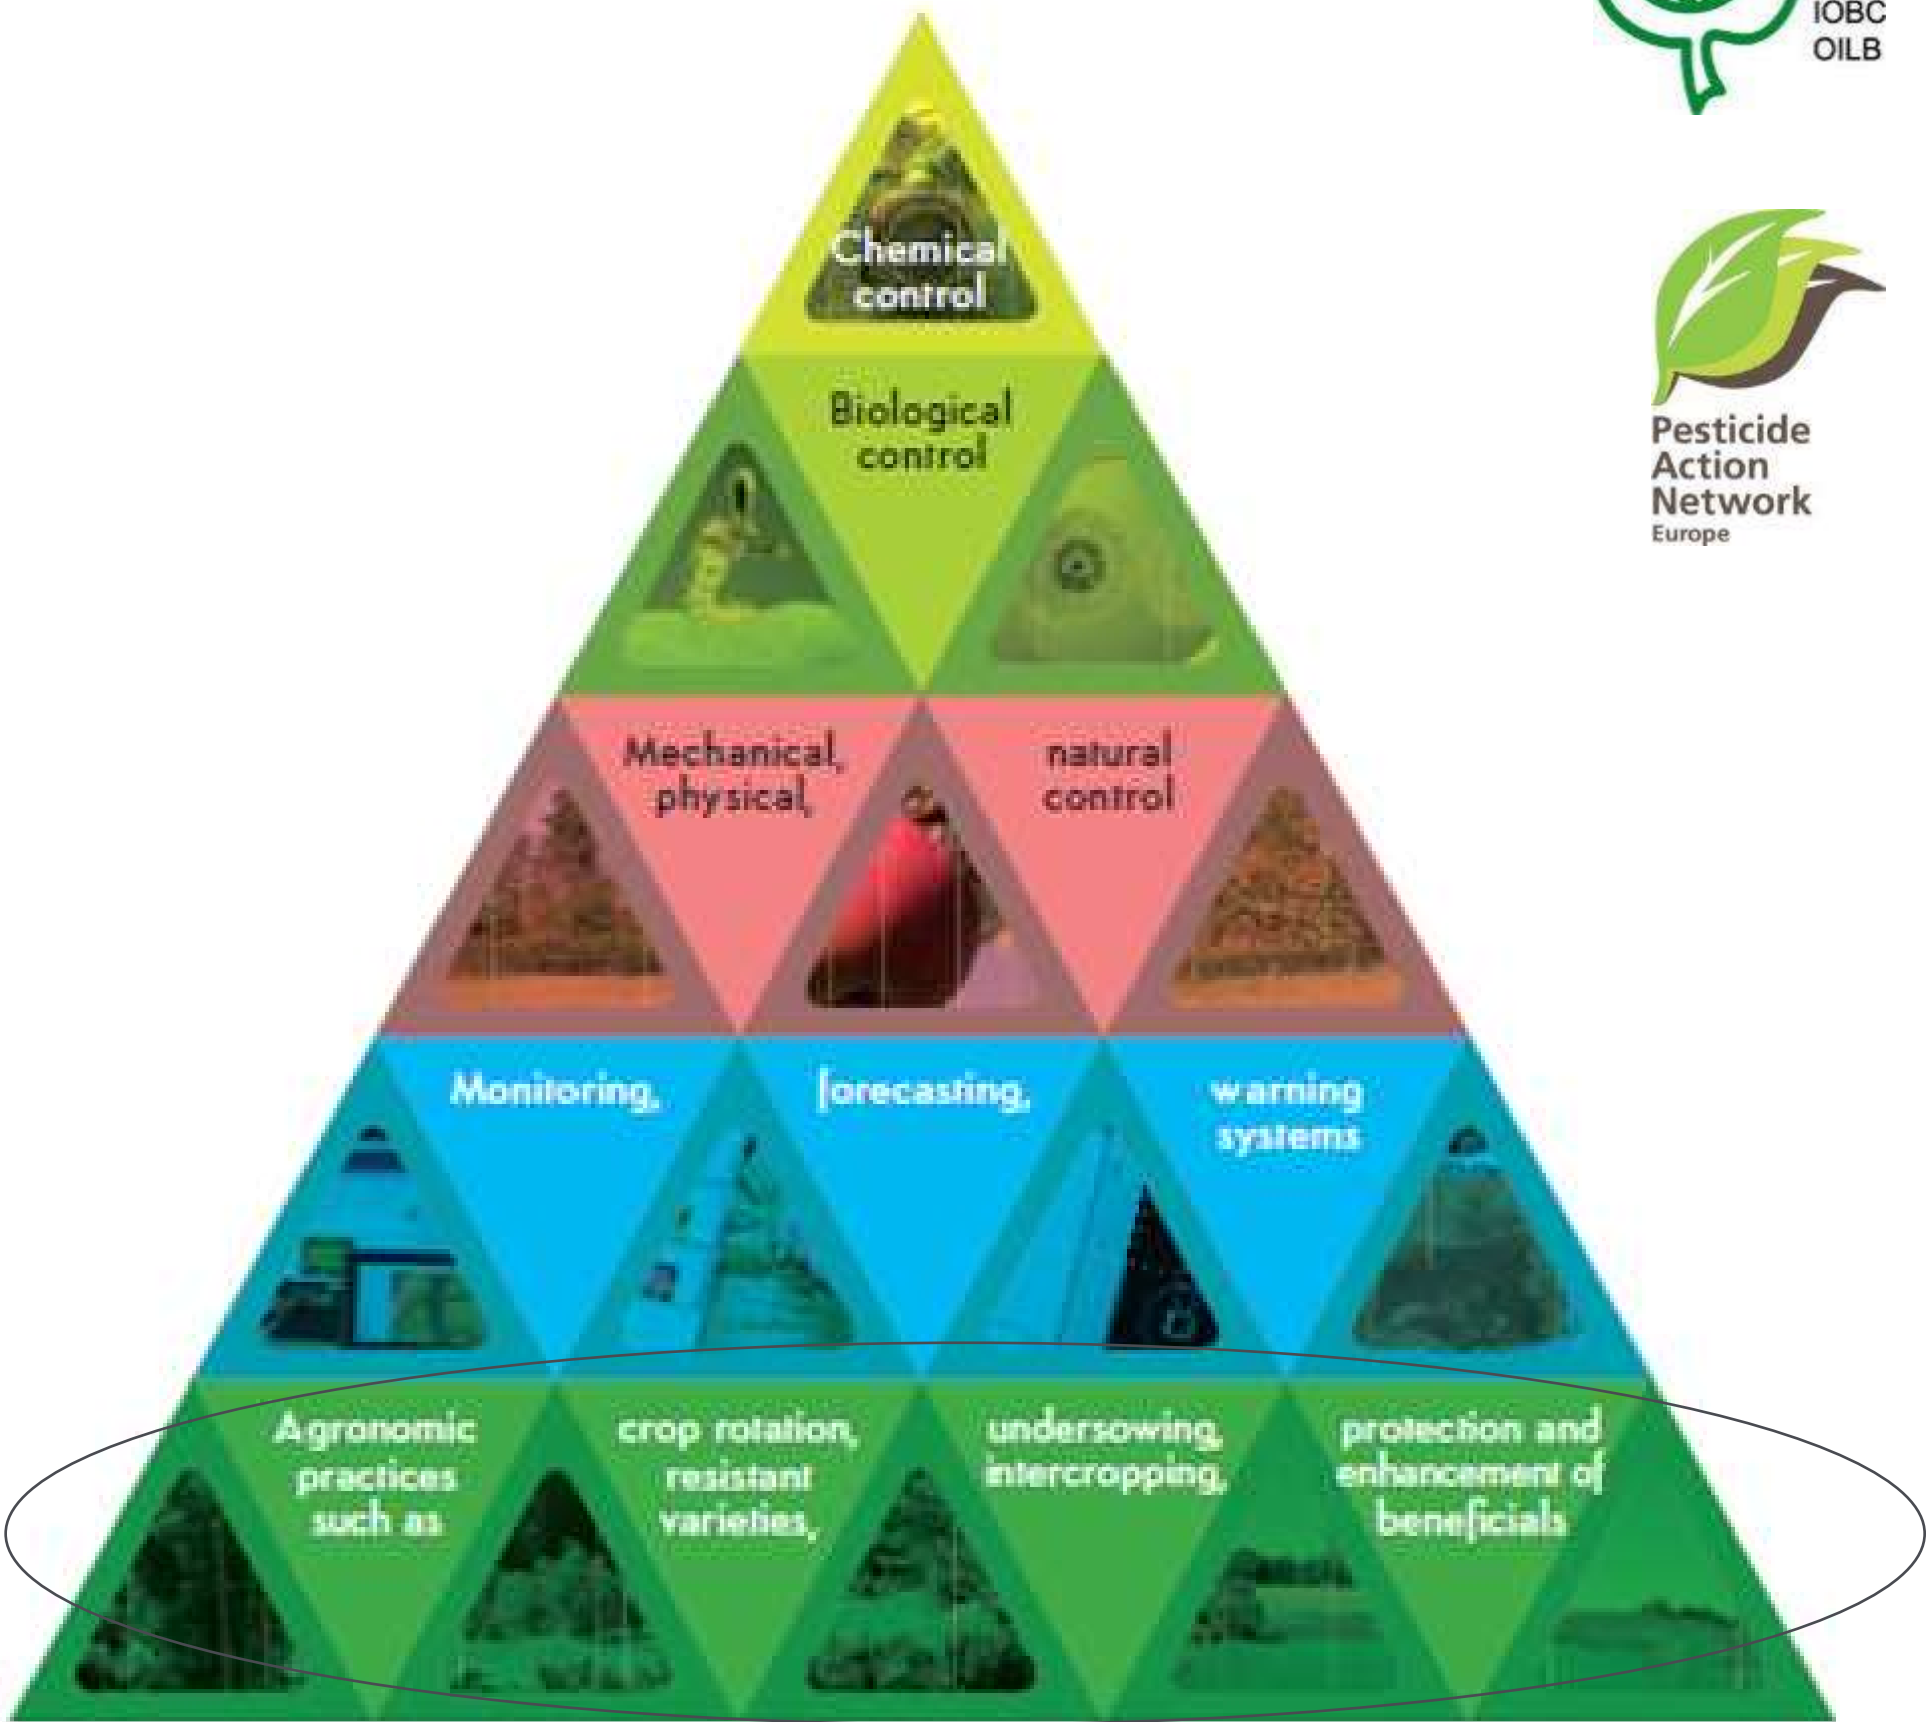 IOBC
OILB
Chemical
control
Biological
control
Pesticide
Action
Network
Europe
Mechanical,
physical,
natural
control
Monitoring,
forecasting,
warning
systems
Agronomic
practices
such as
crop rotation,
resistant
varieties,
undersowing,
intercropping,
protection and
enhancement of
beneficials